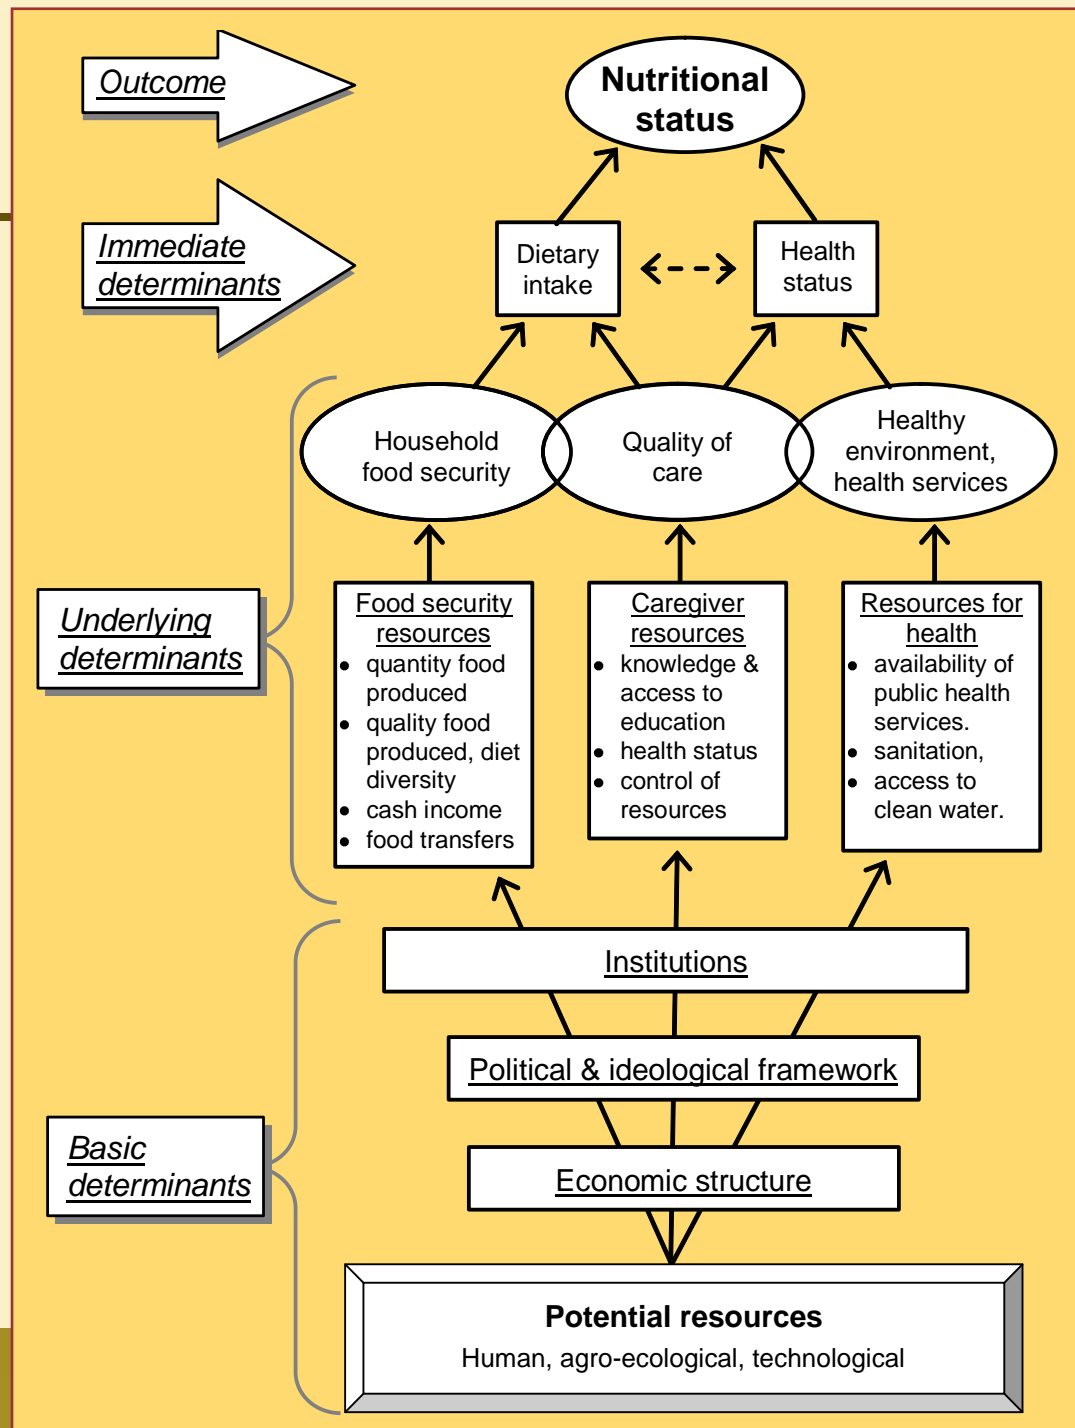 Outcome
Nutritional
status
Immediate
determinants
Dietary
intake
Health
status
Household
food security
Quality of
care
Healthy
environment,
health services
Underlying
determinants
Food security
resources
• quantity food
produced
• quality food
produced, diet
diversity
• cash income
• food transfers
Caregiver
resources
• knowledge &
access to
education
• health status
• control of
resources
Resources for
health
• availability of
public health
services.
• sanitation,
• access to
clean water.
Basic
determinants
Institutions
Political & ideological framework
Economic structure
Potential resources
Human, agro-ecological, technological